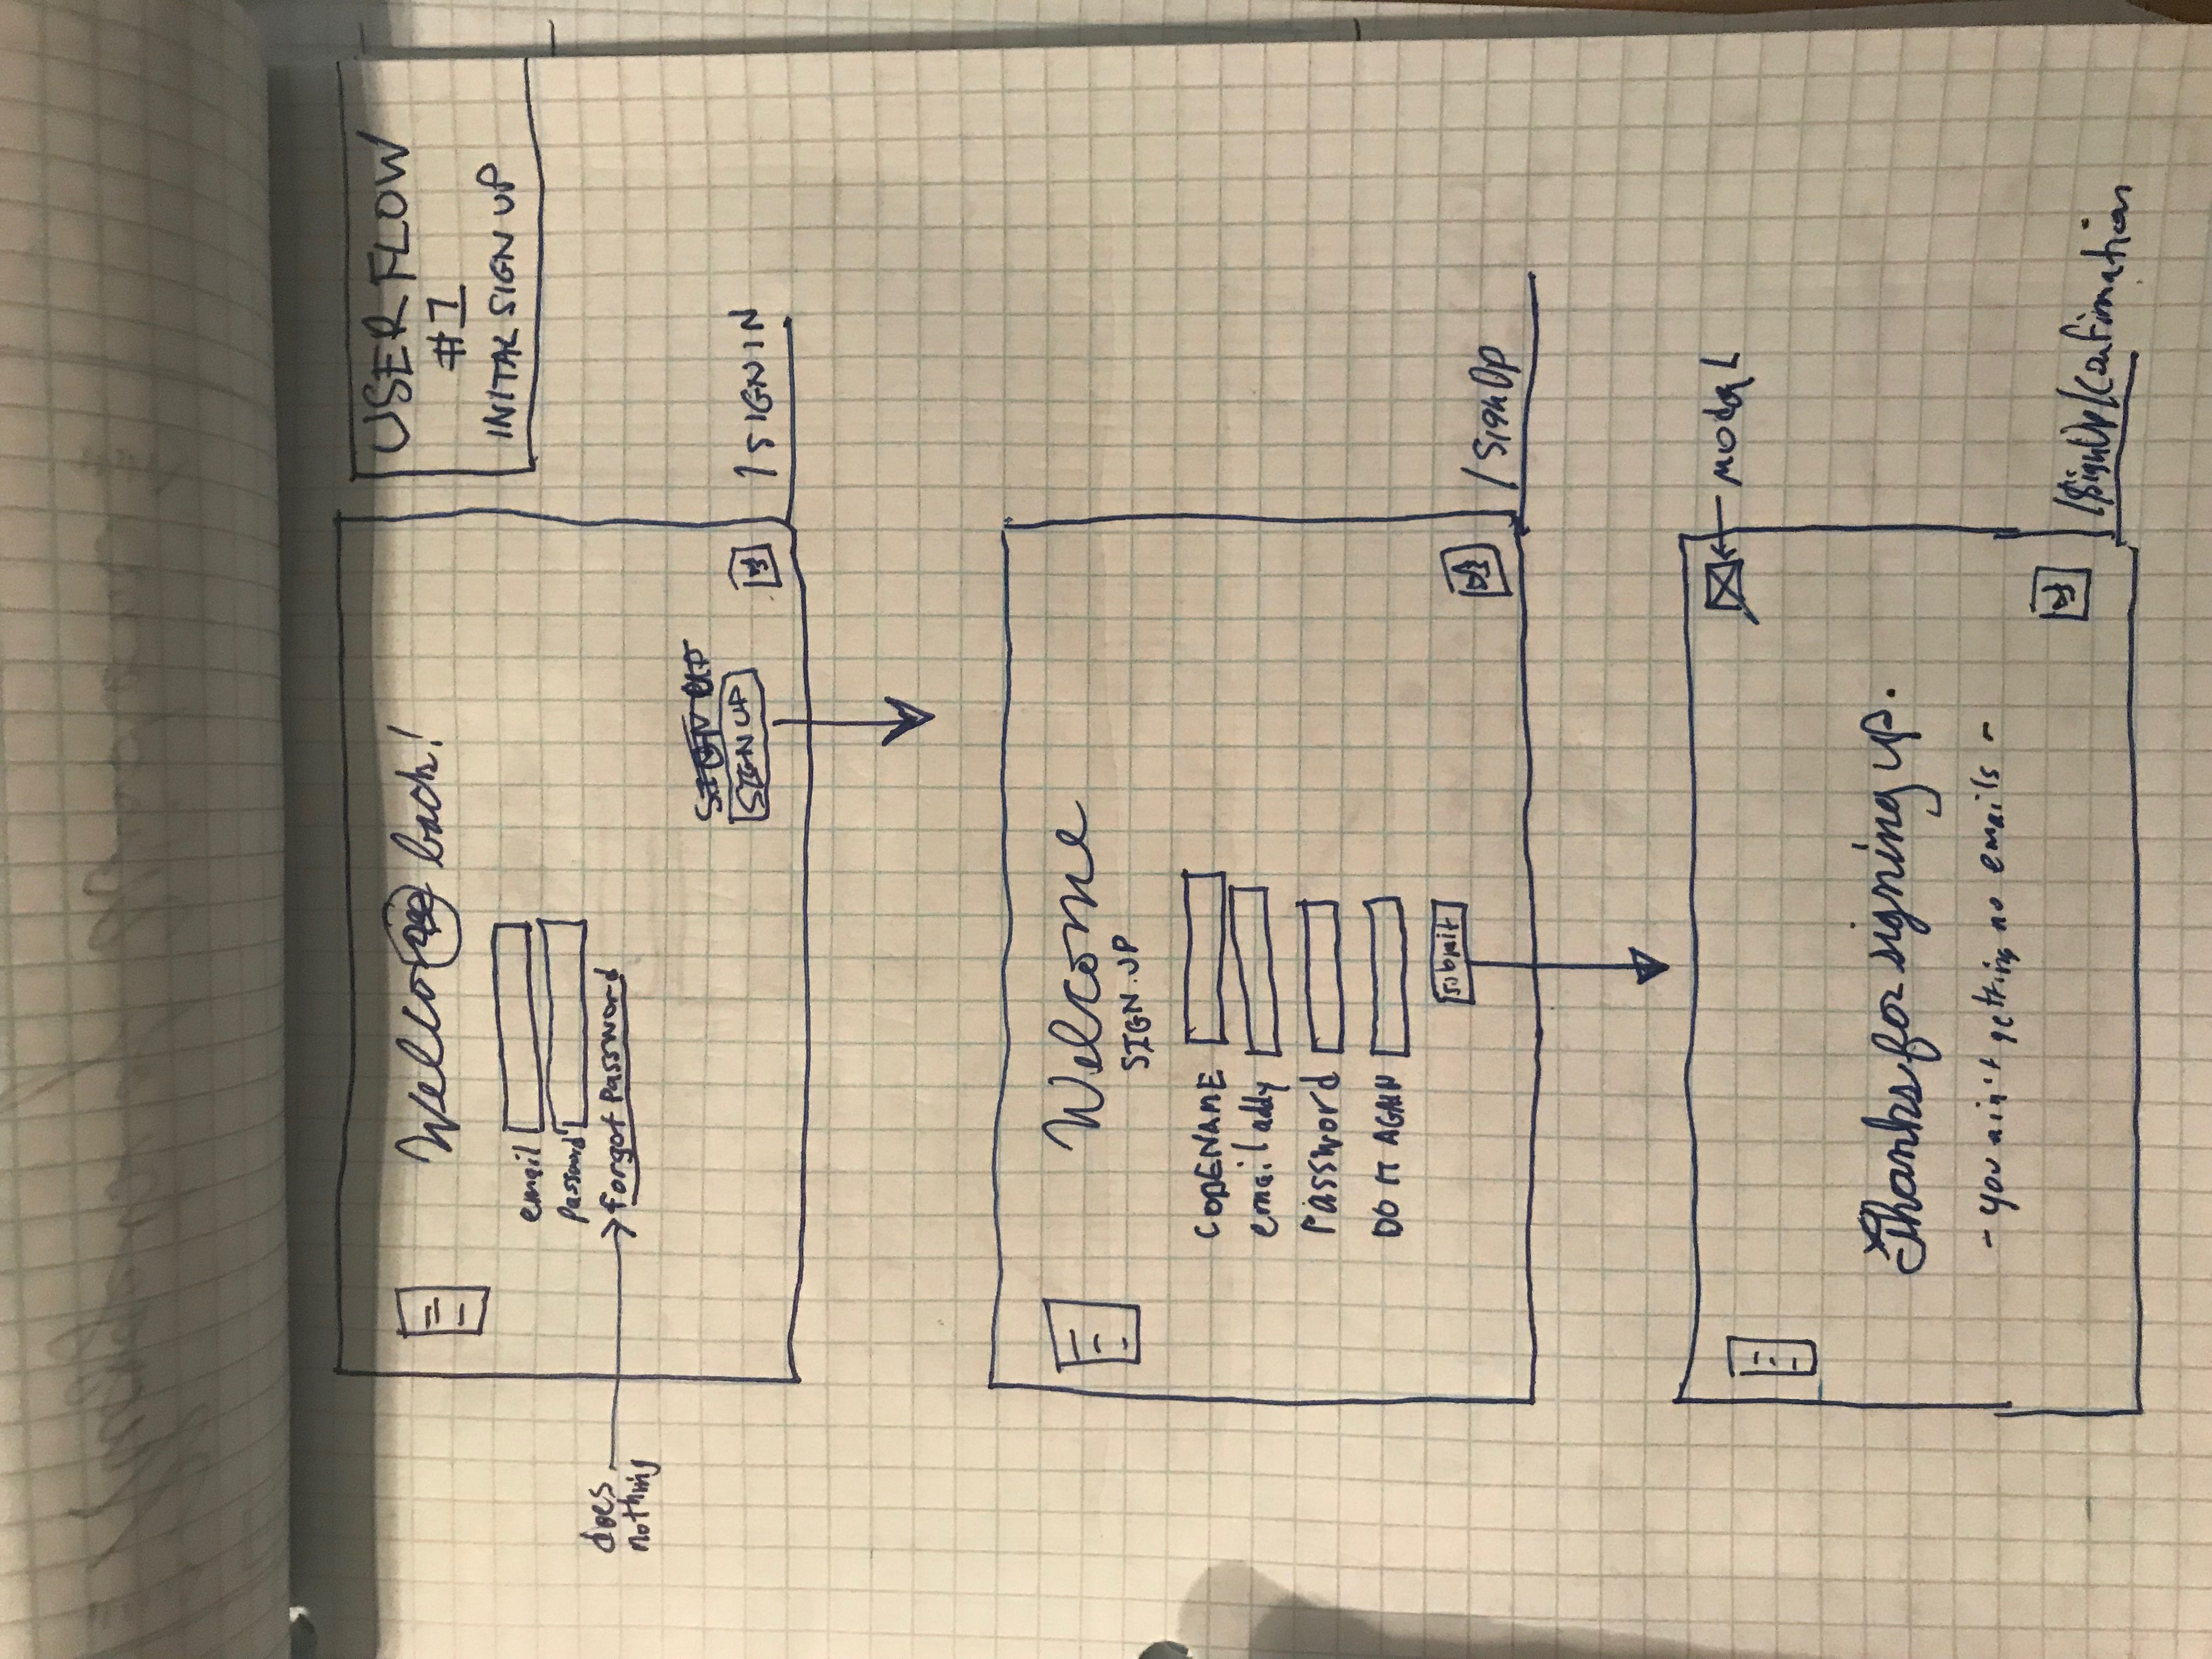 USER FLOW
#1
INITAL SIGN UP
Welcome back!
email
password
does
nothing
forgot password
SIGN UP
SIGN UP
/SIGN IN
Welcome
SIGN UP
CODENAME
email addy
Password
DO IT AGAIN
submit
/SignUp
modal
Thanks for signing up.
- you ain't getting no emails -
/SignUp/Confirmation